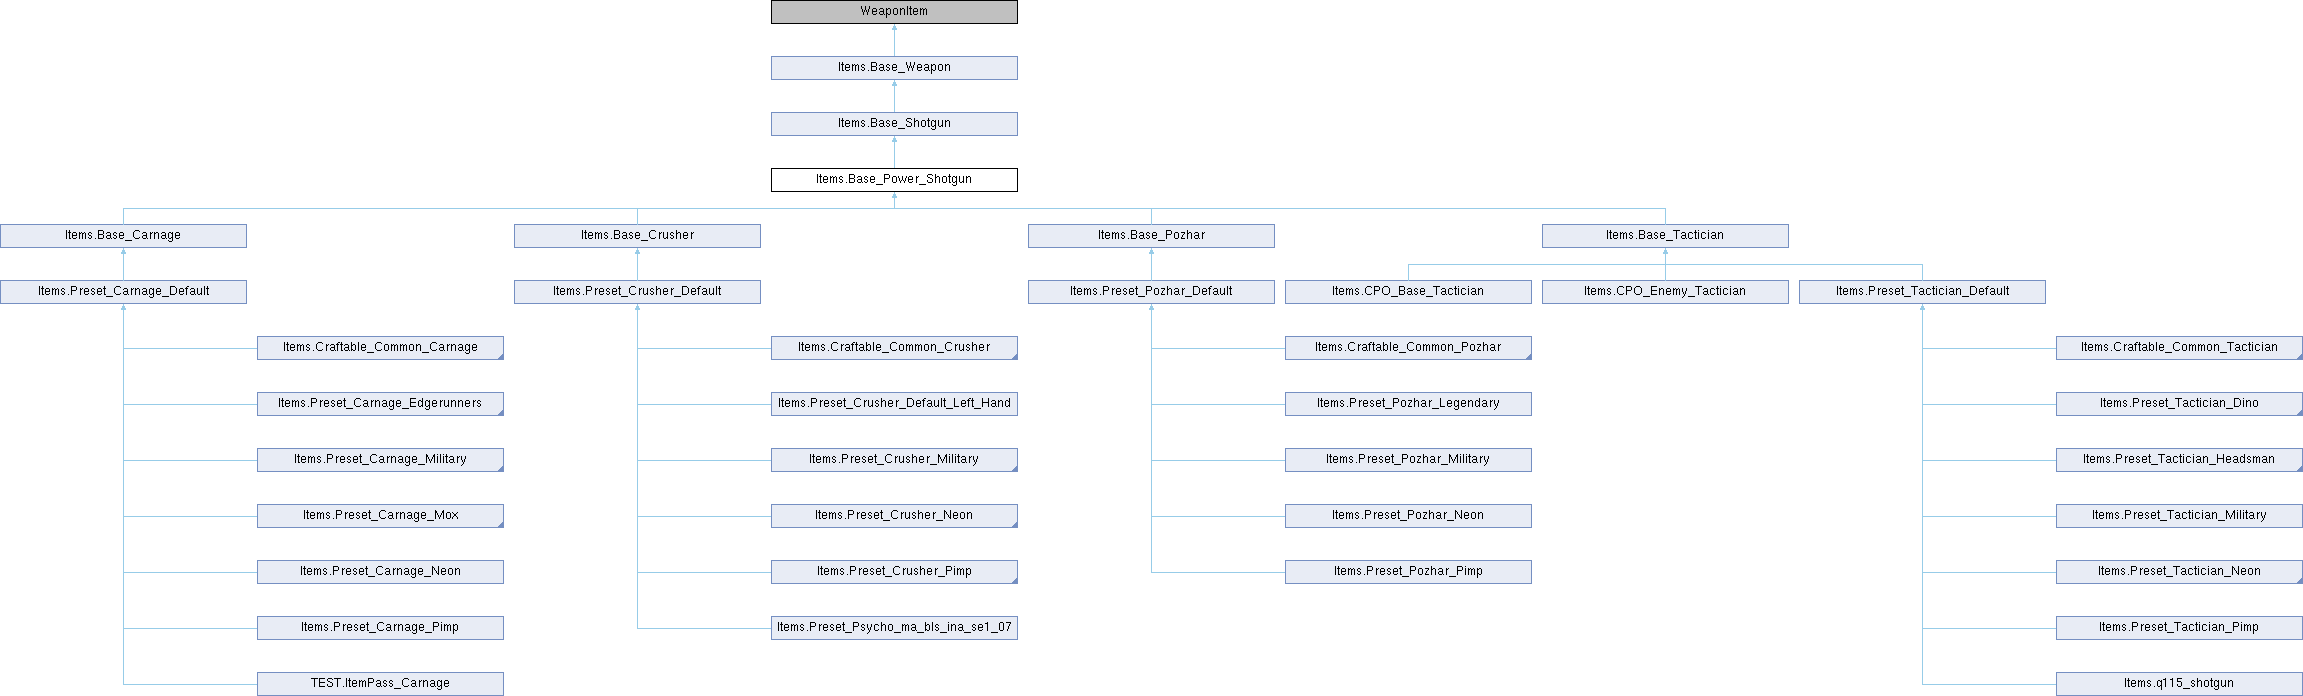 WeaponItem
Items.Base_Weapon
Items.Base_Shotgun
Items.Base_Power_Shotgun
Items.Base_Carnage
Items.Base_Crusher
Items.Base_Pozhar
Items.Base_Tactician
Items.Preset_Carnage_Default
Items.Preset_Crusher_Default
Items.Preset_Pozhar_Default
Items.CPO_Base_Tactician
Items.CPO_Enemy_Tactician
Items.Preset_Tactician_Default
Items.Craftable_Common_Carnage
Items.Craftable_Common_Crusher
Items.Craftable_Common_Pozhar
Items.Craftable_Common_Tactician
Items.Preset_Carnage_Edgerunners
Items.Preset_Crusher_Default_Left_Hand
Items.Preset_Pozhar_Legendary
Items.Preset_Tactician_Dino
Items.Preset_Carnage_Military
Items.Preset_Crusher_Military
Items.Preset_Pozhar_Military
Items.Preset_Tactician_Headsman
Items.Preset_Carnage_Mox
Items.Preset_Crusher_Neon
Items.Preset_Pozhar_Neon
Items.Preset_Tactician_Military
Items.Preset_Carnage_Neon
Items.Preset_Crusher_Pimp
Items.Preset_Pozhar_Pimp
Items.Preset_Tactician_Neon
Items.Preset_Carnage_Pimp
Items.Preset_Psycho_ma_bls_ina_se1_07
Items.Preset_Tactician_Pimp
TEST.ItemPass_Carnage
Items.q115_shotgun